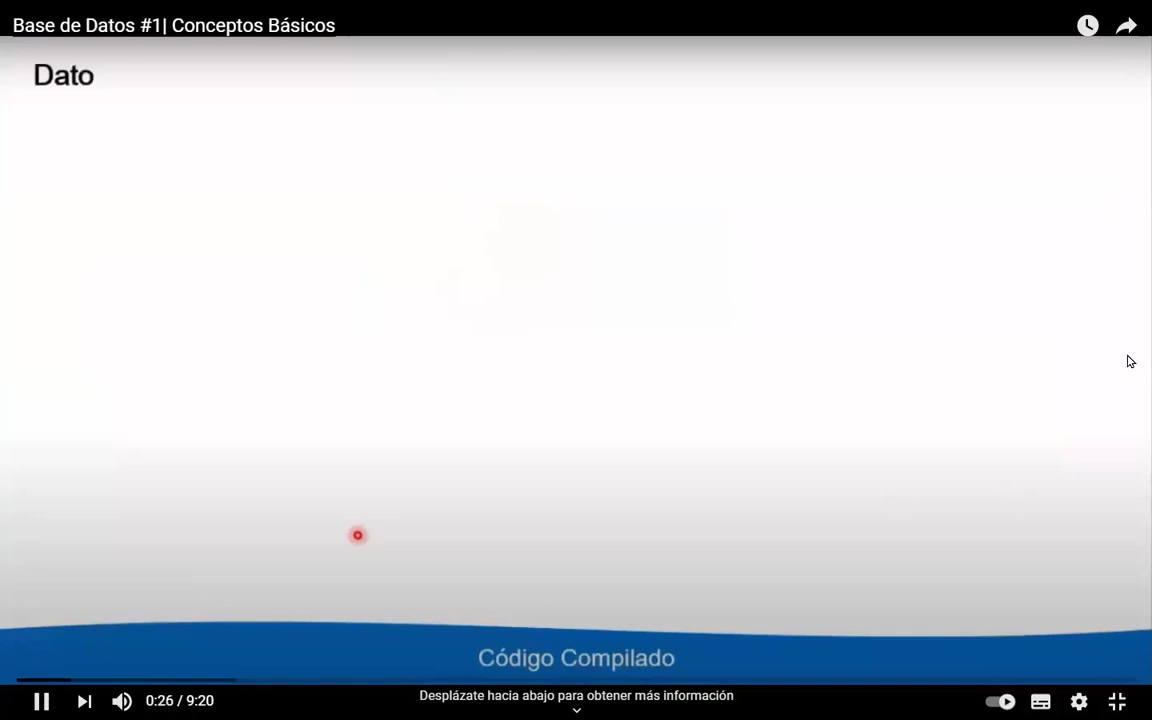 Base de Datos #1| Conceptos Básicos
Dato
Código Compilado
0:26 / 9:20
Desplázate hacia abajo para obtener más información